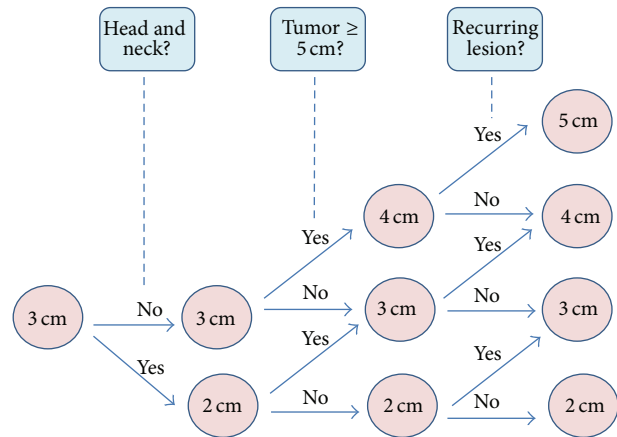 Head and
neck?
Tumor ≥
5 cm?
Recurring
lesion?
5 cm
Yes
4 cm
No
4 cm
Yes
Yes
3 cm
No
3 cm
No
3 cm
No
3 cm
Yes
Yes
Yes
2 cm
No
2 cm
No
2 cm